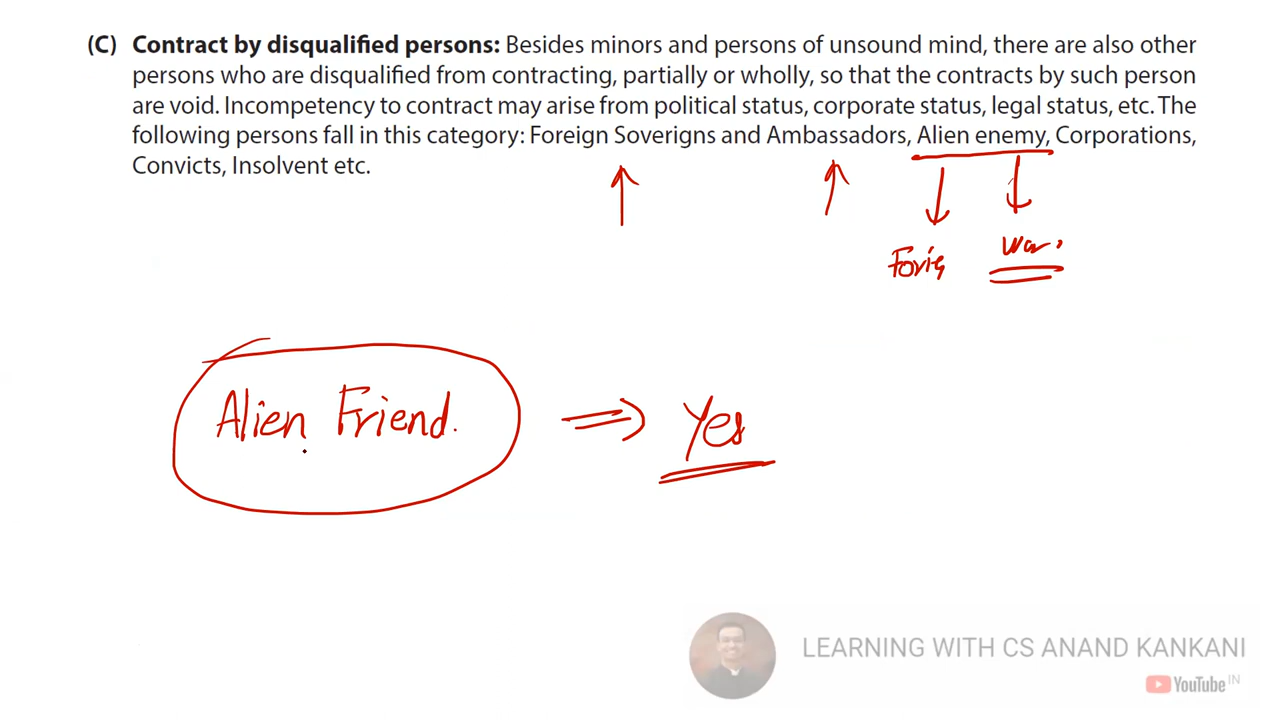 (C) Contract by disqualified persons: Besides minors and persons of unsound mind, there are also other
persons who are disqualified from contracting, partially or wholly, so that the contracts by such person
are void. Incompetency to contract may arise from political status, corporate status, legal status, etc. The
following persons fall in this category: Foreign Soverigns and Ambassadors, Alien enemy, Corporations,
Convicts, Insolvent etc.
War
Alien Friend.
Yes
LEARNING WITH CS ANAND KANKANI
YouTube IN